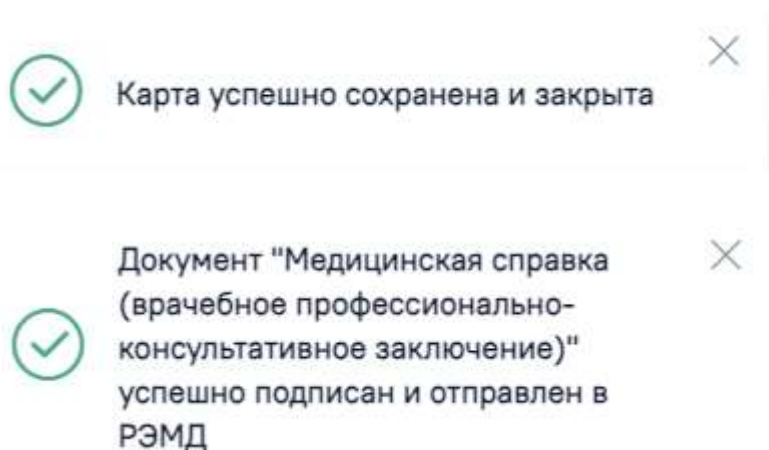 Карта успешно сохранена и закрыта
Документ "Медицинская справка
(врачебное профессионально-
консультативное заключение)"
успешно подписан и отправлен в
РЭМД